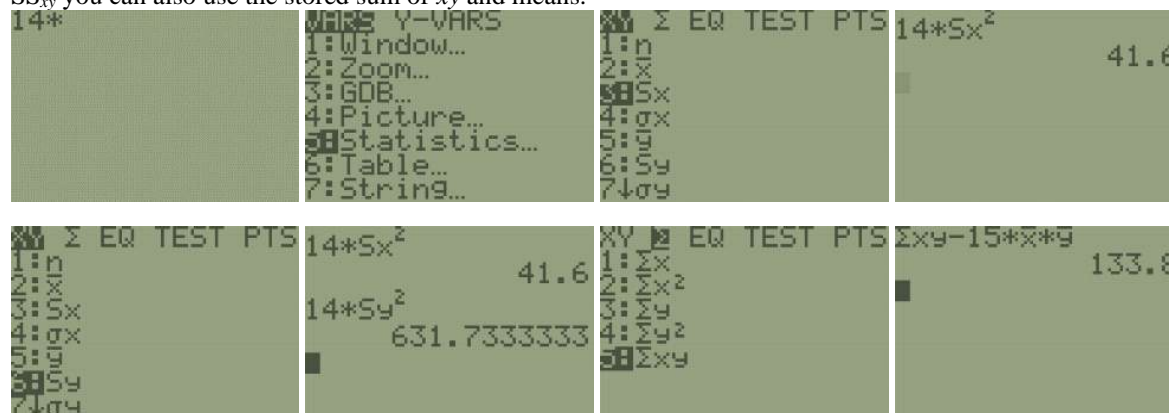 SSxy you can also use the stored sum of xy and means.
14*
VARS Y-VARS
1:Window…
2:Zoom…
3:GDB…
4:Picture…
5:Statistics…
6:Table…
7:String…
XY Σ EQ TEST PTS
1:n
2:x̄
3:Sx
4:σx
5:ȳ
6:Sy
7↓σy
14*Sx²
41.6
XY Σ EQ TEST PTS
1:n
2:x̄
3:Sx
4:σx
5:ȳ
6:Sy
7↓σy
14*Sx²
41.6
14*Sy²
631.7333333
XY Σ EQ TEST PTS
1:Σx
2:Σx²
3:Σy
4:Σy²
5:Σxy
Σxy-15*x̄*ȳ
133.8